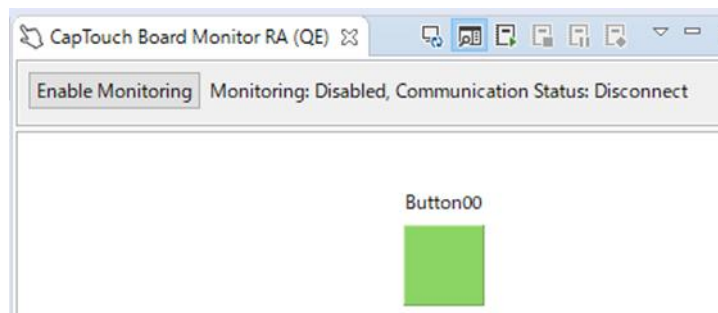 CapTouch Board Monitor RA (QE)
Enable Monitoring Monitoring: Disabled, Communication Status: Disconnect
Button00